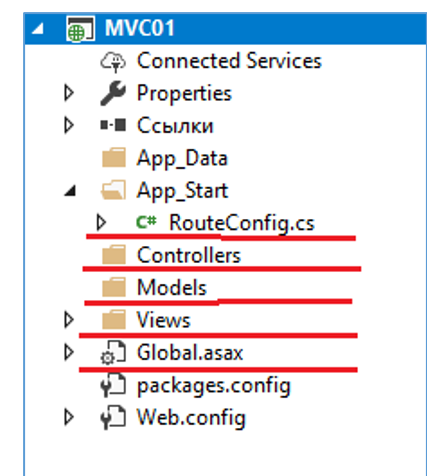 MVC01
Connected Services
Properties
Ссылки
App_Data
App_Start
C# RouteConfig.cs
Controllers
Models
Views
Global.asax
packages.config
Web.config